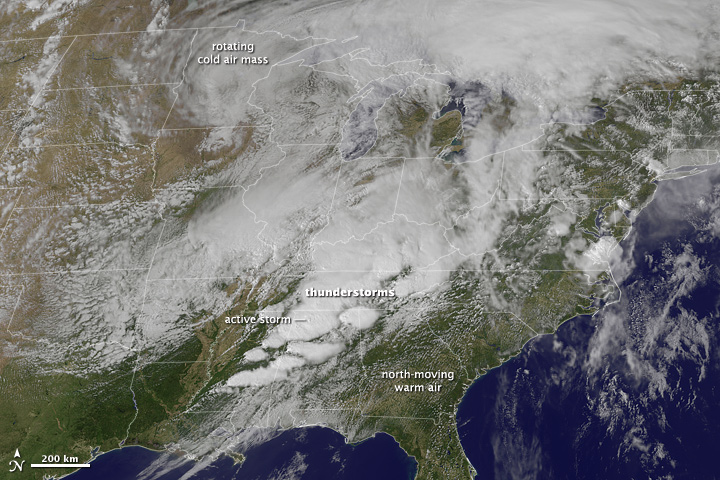 rotating
cold air mass
thunderstorms
active storm
north-moving
warm air
N
200 km